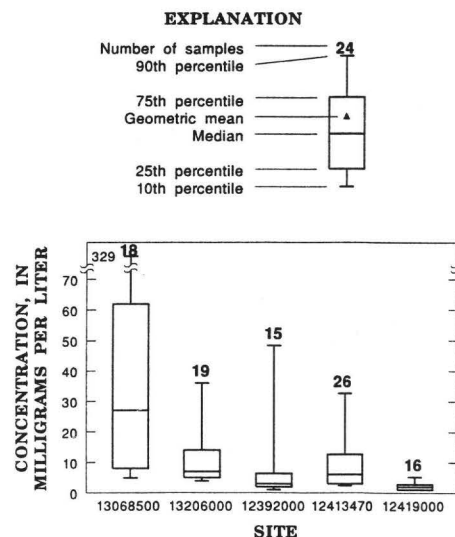 EXPLANATION
Number of samples 24
90th percentile
75th percentile
Geometric mean
Median
25th percentile
10th percentile
CONCENTRATION, IN
MILLIGRAMS PER LITER
329 18
70
60
50
40
30
20
10
0
19
15
26
16
13068500 13206000 12392000 12413470 12419000
SITE